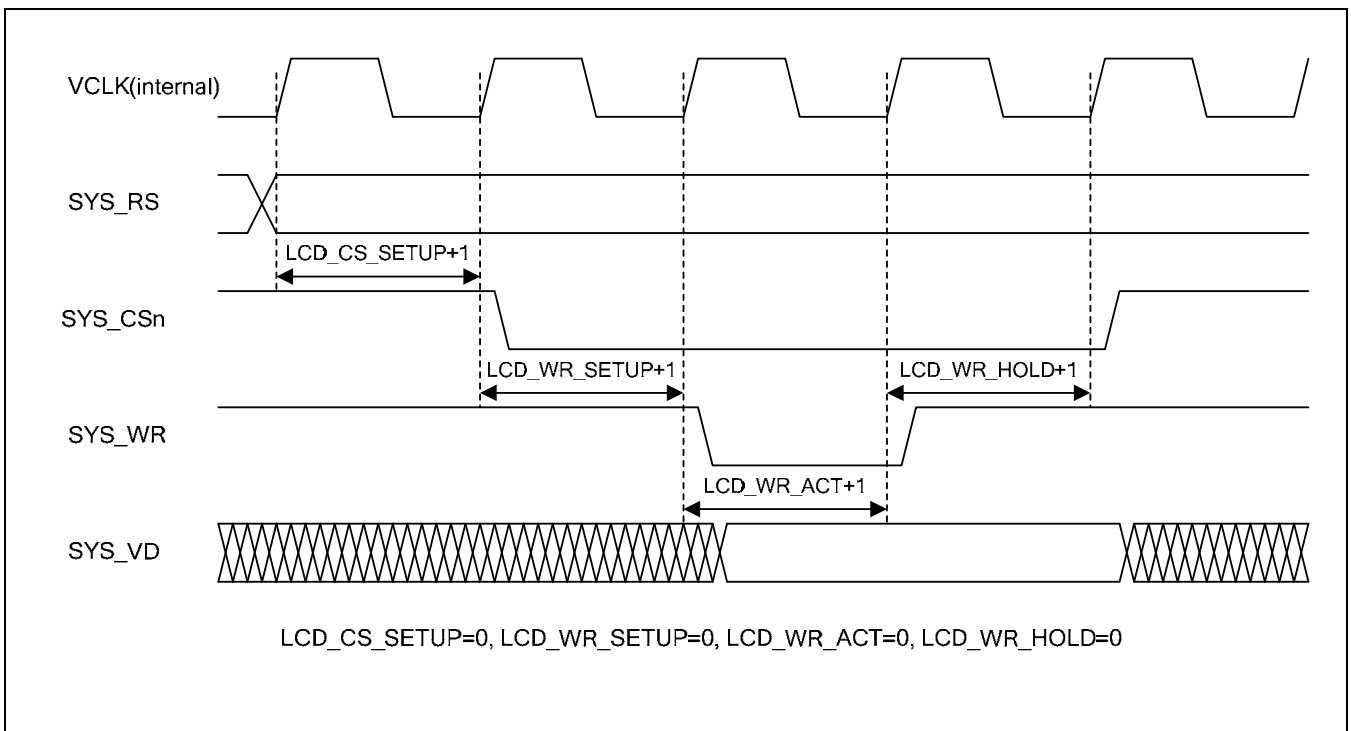 VCLK(internal)
SYS_RS
LCD_CS_SETUP+1
SYS_CSn
LCD_WR_SETUP+1
LCD_WR_HOLD+1
SYS_WR
LCD_WR_ACT+1
SYS_VD
LCD_CS_SETUP=0, LCD_WR_SETUP=0, LCD_WR_ACT=0, LCD_WR_HOLD=0